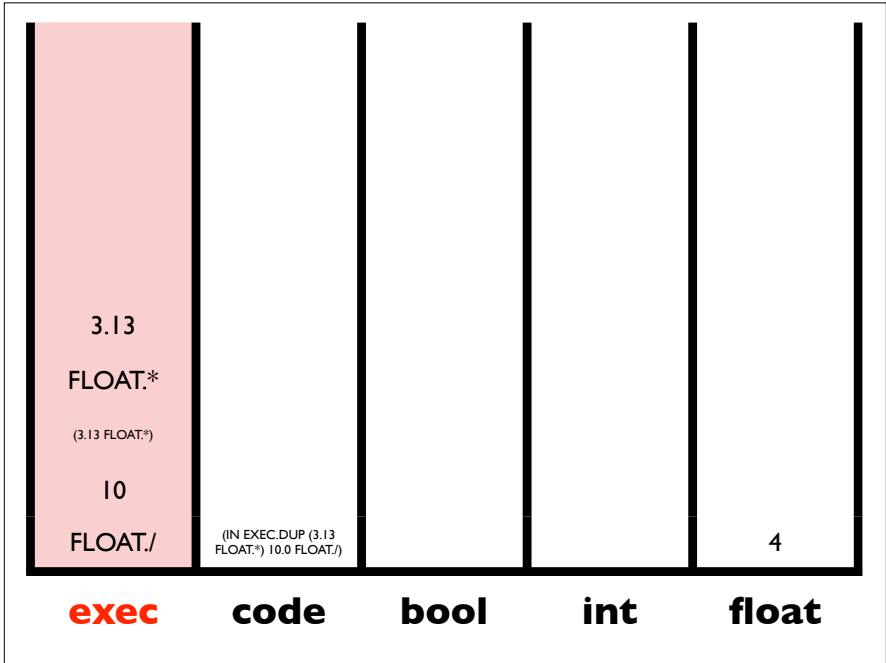 3.13
FLOAT.*
(3.13 FLOAT.*)
10
FLOAT./
(IN EXEC.DUP (3.13
FLOAT.*) 10.0 FLOAT./)
4
exec code bool int float